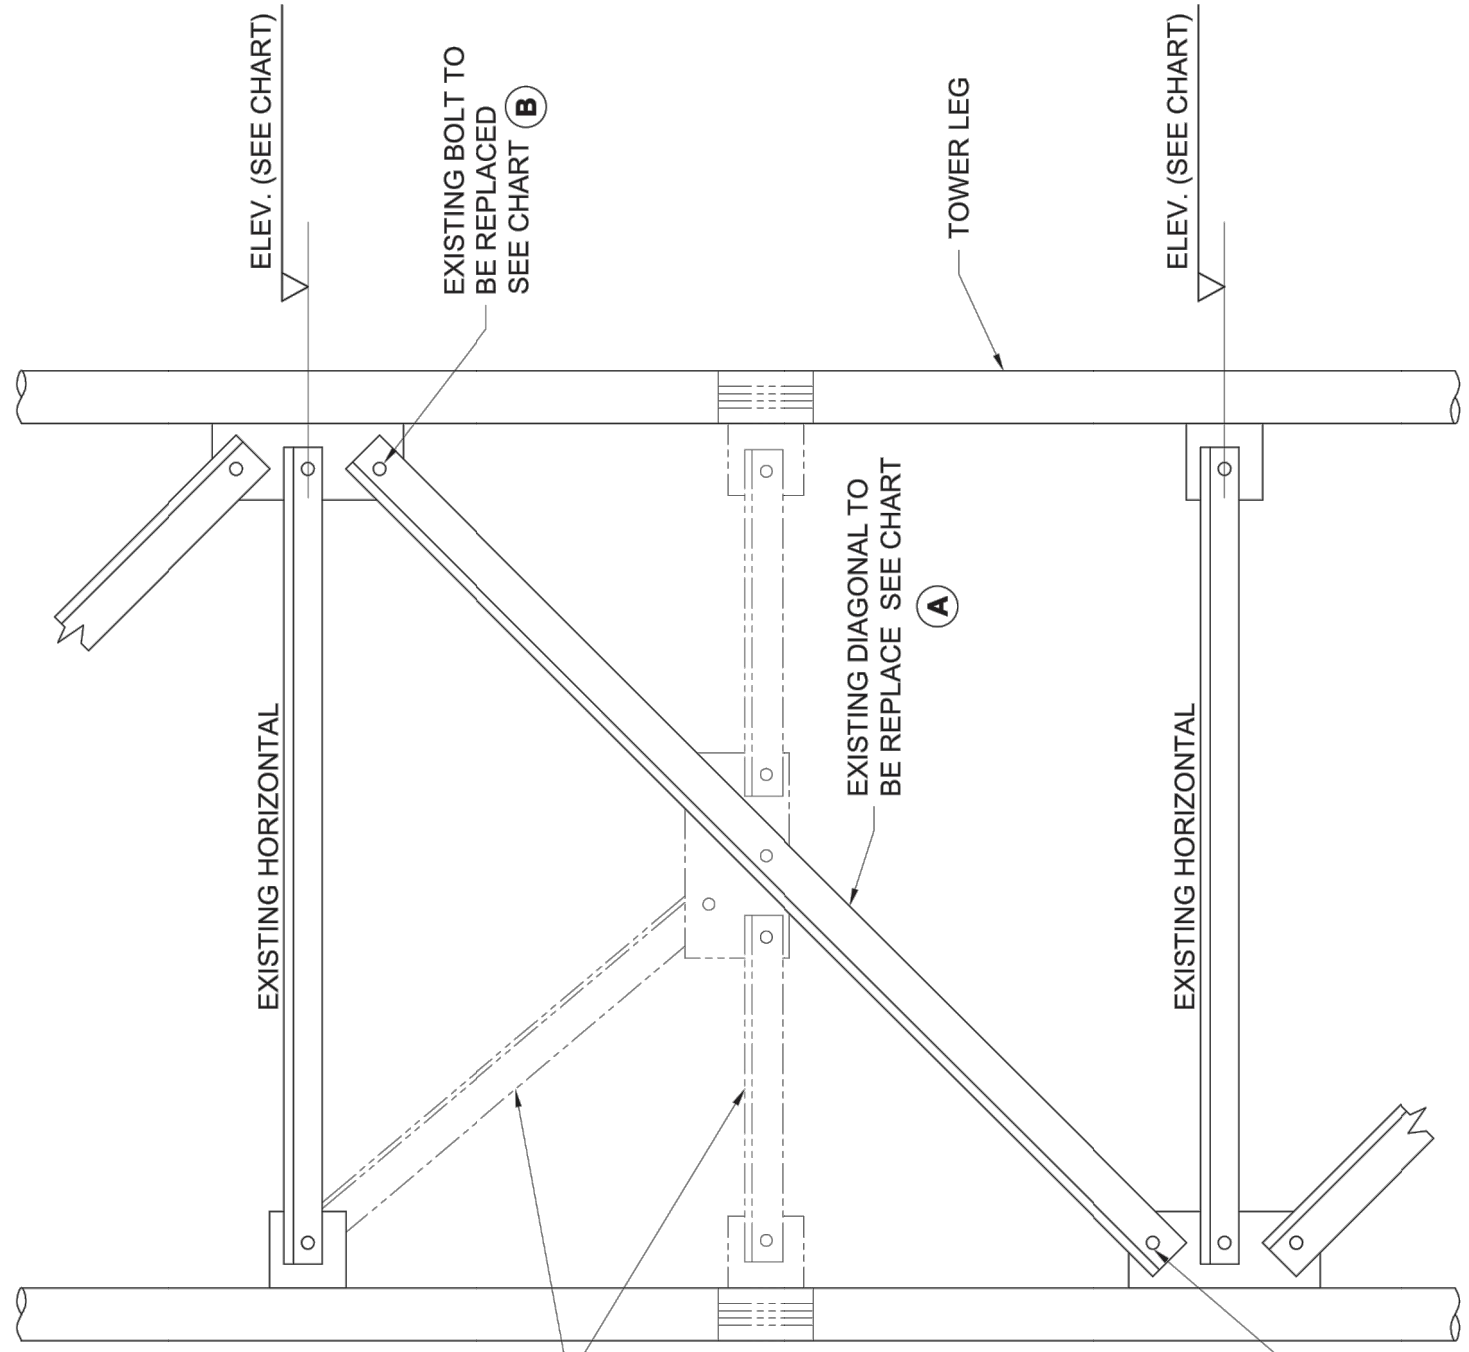 ELEV. (SEE CHART)
EXISTING BOLT TO
BE REPLACED
SEE CHART B
EXISTING HORIZONTAL
EXISTING DIAGONAL TO
BE REPLACE SEE CHART
A
TOWER LEG
ELEV. (SEE CHART)
EXISTING HORIZONTAL